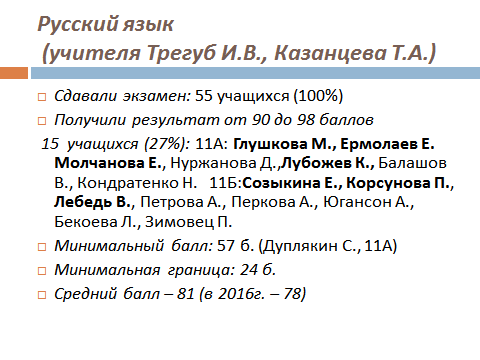 Русский язык
(учителя Трегуб И.В., Казанцева Т.А.)
Сдавали экзамен: 55 учащихся (100%)
Получили результат от 90 до 98 баллов
15 учащихся (27%): 11А: Глушкова М., Ермолаев Е.
Молчанова Е., Нуржанова Д.,Лубожев К., Балашов
В., Кондратенко Н. 11Б:Созыкина Е., Корсунова П.,
Лебедь В., Петрова А., Перкова А., Югансон А.,
Бекоева Л., Зимовец П.
Минимальный балл: 57 б. (Дуплякин С., 11А)
Минимальная граница: 24 б.
Средний балл – 81 (в 2016г. – 78)